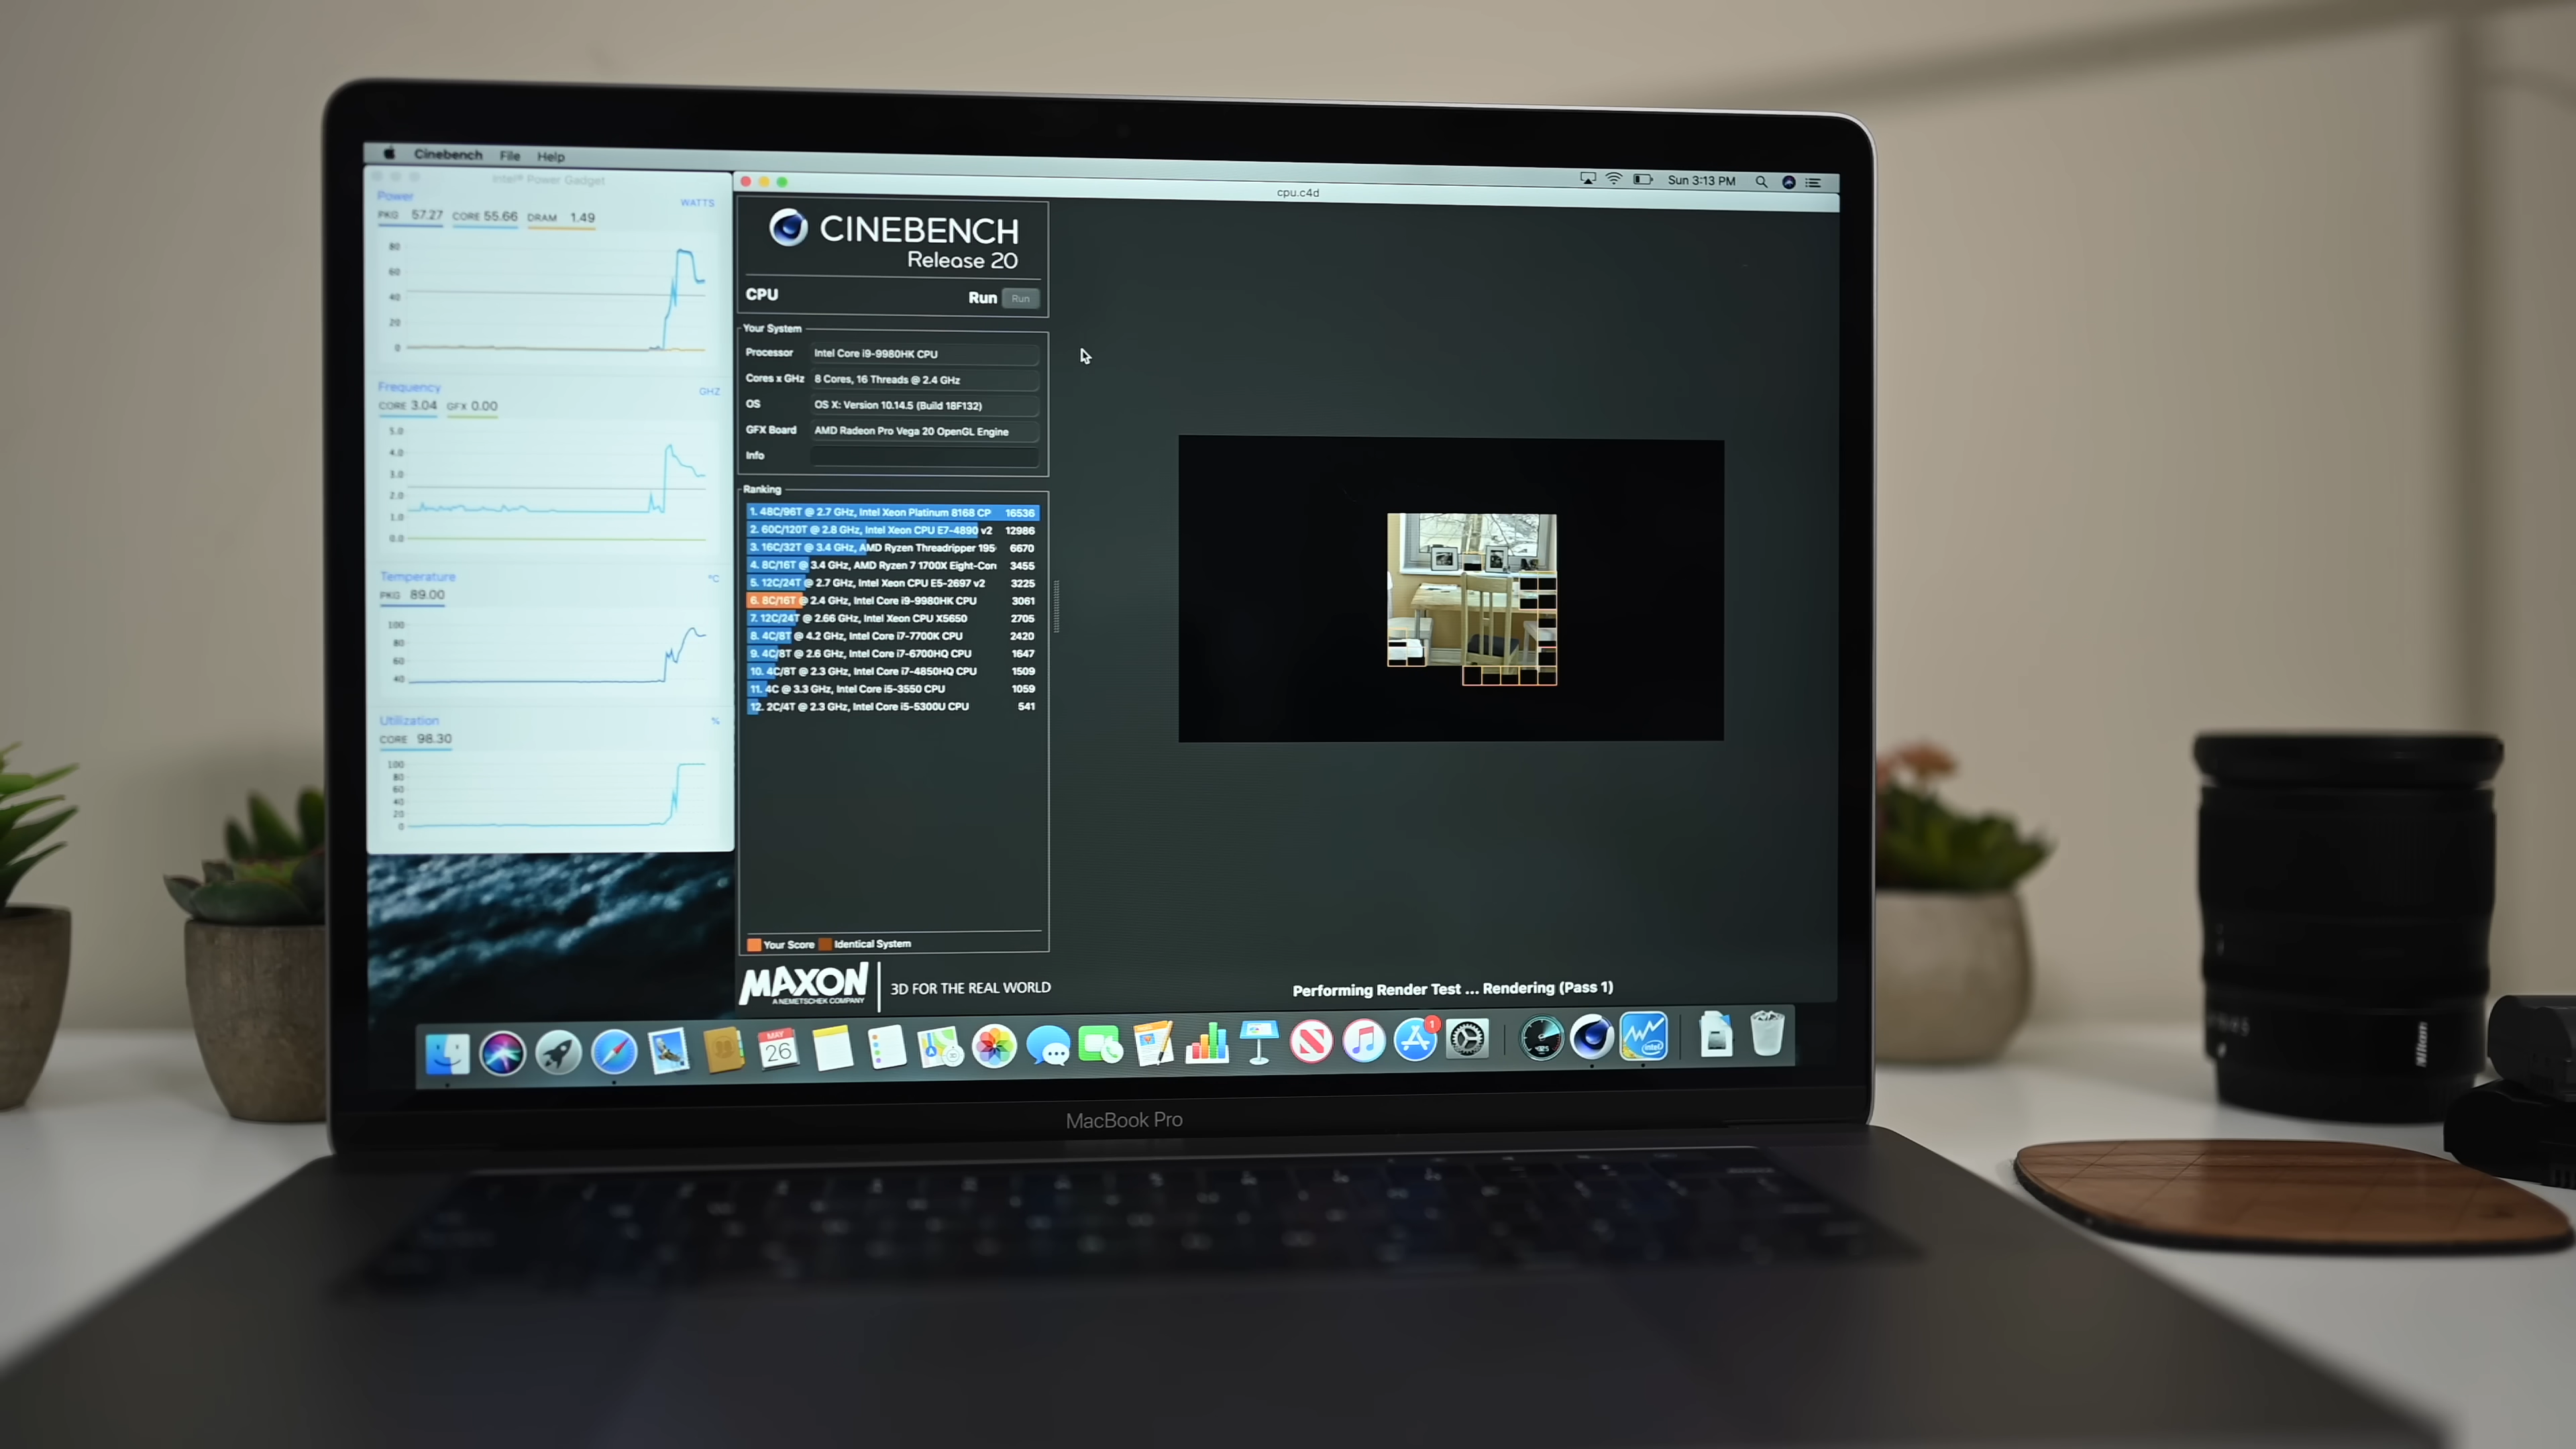 Cinebench File Help
Sun 3:13 PM
Intel® Power Gadget
Power
WATTS
PKG 57.27 CORE 55.66 DRAM 1.49
80
60
40
20
0
Frequency
GHZ
CORE 3.04 GFX 0.00
5.0
4.0
3.0
2.0
1.0
0.0
Temperature
°C
PKG 89.00
100
80
60
40
Utilization
%
CORE 98.30
100
80
60
40
20
0
cpu.c4d
CINEBENCH
Release 20
CPU Run Run
Your System
Processor Intel Core i9-9980HK CPU
Cores x GHz 8 Cores, 16 Threads @ 2.4 GHz
OS OS X: Version 10.14.5 (Build 18F132)
GFX Board AMD Radeon Pro Vega 20 OpenGL Engine
Info
Ranking
1. 48C/96T @ 2.7 GHz, Intel Xeon Platinum 8168 CP 16536
2. 60C/120T @ 2.8 GHz, Intel Xeon CPU E7-4890 v2 12986
3. 16C/32T @ 3.4 GHz, AMD Ryzen Threadripper 195 6670
4. 8C/16T @ 3.4 GHz, AMD Ryzen 7 1700X Eight-Cor 3455
5. 12C/24T @ 2.7 GHz, Intel Xeon CPU E5-2697 v2 3225
6. 8C/16T @ 2.4 GHz, Intel Core i9-9980HK CPU 3061
7. 12C/24T @ 2.66 GHz, Intel Xeon CPU X5650 2705
8. 4C/8T @ 4.2 GHz, Intel Core i7-7700K CPU 2420
9. 4C/8T @ 2.6 GHz, Intel Core i7-6700HQ CPU 1647
10. 4C/8T @ 2.3 GHz, Intel Core i7-4850HQ CPU 1509
11. 4C @ 3.3 GHz, Intel Core i5-3550 CPU 1059
12. 2C/4T @ 2.3 GHz, Intel Core i5-5300U CPU 541
Your Score Identical System
MAXON
A NEMETSCHEK COMPANY
3D FOR THE REAL WORLD
Performing Render Test ... Rendering (Pass 1)
MAY
26
1
intel
MacBook Pro
Nikon